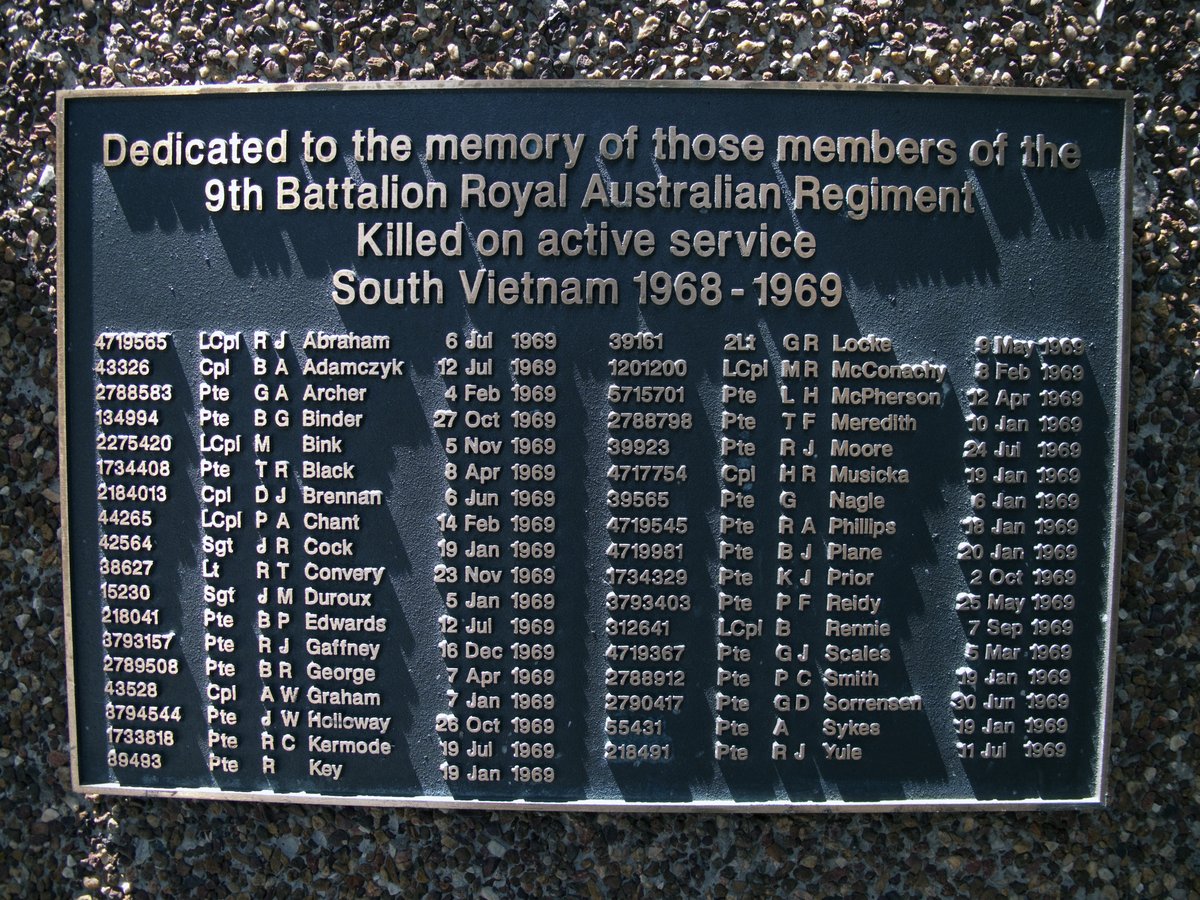 Dedicated to the memory of those members of the
9th Battalion Royal Australian Regiment
Killed on active service
South Vietnam 1968 - 1969
4719565 LCpl R J Abraham 6 Jul 1969
43326 Cpl B A Adamczyk 12 Jul 1969
2788583 Pte G A Archer 4 Feb 1969
134994 Pte B G Binder 27 Oct 1969
2275420 LCpl M Bink 5 Nov 1969
1734408 Pte T R Black 8 Apr 1969
2184013 Cpl D J Brennan 6 Jun 1969
44265 LCpl P A Chant 14 Feb 1969
42564 Sgt J R Cock 19 Jan 1969
38627 Lt R T Convery 23 Nov 1969
15230 Sgt J M Duroux 5 Jan 1969
218041 Pte B P Edwards 12 Jul 1969
3793157 Pte R J Gaffney 16 Dec 1969
2789508 Pte B R George 7 Apr 1969
43528 Cpl A W Graham 7 Jan 1969
3794544 Pte J W Holloway 26 Oct 1969
1733818 Pte R C Kermode 19 Jul 1969
39493 Pte R Key 19 Jan 1969
39161 2Lt G R Locke 9 May 1969
1201200 LCpl M R McConachy 8 Feb 1969
5715701 Pte L H McPherson 12 Apr 1969
2788798 Pte T F Meredith 10 Jan 1969
39923 Pte R J Moore 24 Jul 1969
4717754 Cpl H R Musicka 19 Jan 1969
39565 Pte G Nagle 6 Jan 1969
4719545 Pte R A Phillips 18 Jan 1969
4719981 Pte B J Plane 20 Jan 1969
1734329 Pte K J Prior 2 Oct 1969
3793403 Pte P F Reidy 25 May 1969
312641 LCpl B Rennie 7 Sep 1969
4719367 Pte G J Scales 5 Mar 1969
2788912 Pte P C Smith 19 Jan 1969
2790417 Pte G D Sorrensen 30 Jun 1969
55431 Pte A Sykes 19 Jan 1969
218491 Pte R J Yule 11 Jul 1969